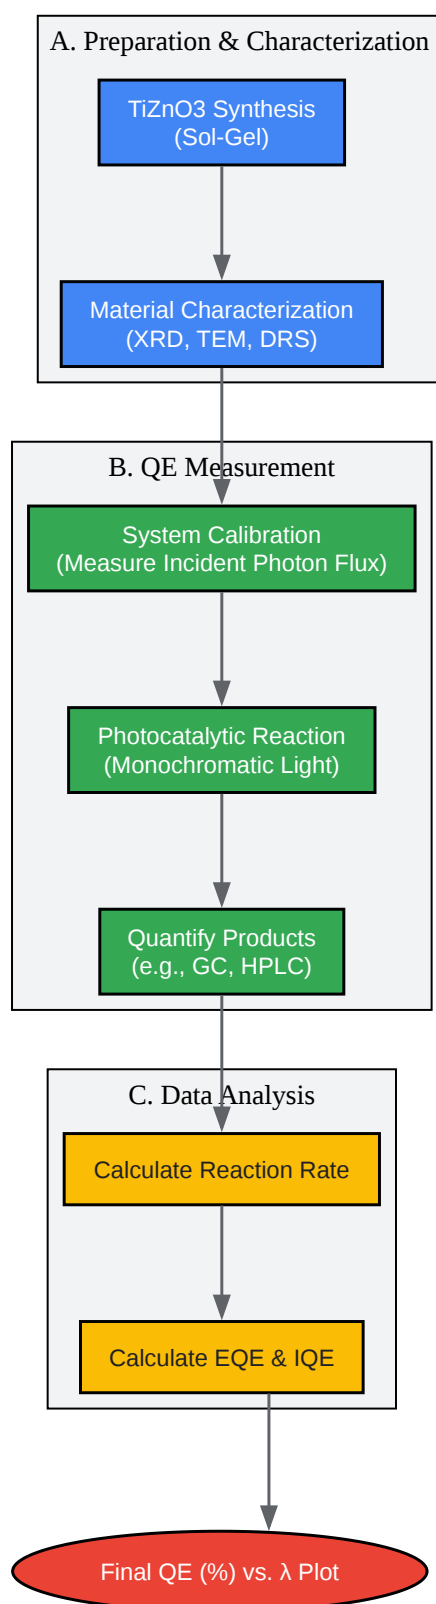 A. Preparation & Characterization
TiZnO3 Synthesis
(Sol-Gel)
Material Characterization
(XRD, TEM, DRS)
B. QE Measurement
System Calibration
(Measure Incident Photon Flux)
Photocatalytic Reaction
(Monochromatic Light)
Quantify Products
(e.g., GC, HPLC)
C. Data Analysis
Calculate Reaction Rate
Calculate EQE & IQE
Final QE (%) vs. λ Plot